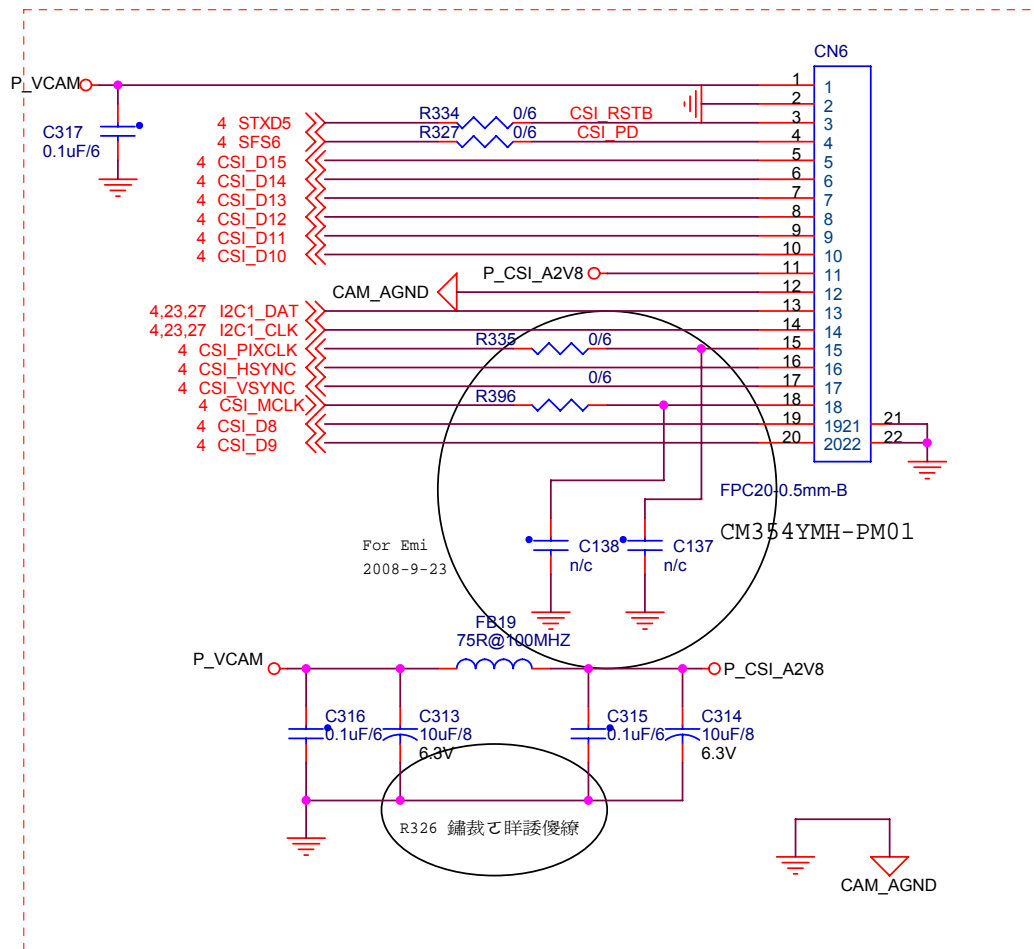 CN6
P_VCAM
C317
0.1uF/6
4 STXD5
R334
0/6
CSI_RSTB
4 SFS6
R327
0/6
CSI_PD
4 CSI_D15
4 CSI_D14
4 CSI_D13
4 CSI_D12
4 CSI_D11
4 CSI_D10
P_CSI_A2V8
CAM_AGND
4,23,27 I2C1_DAT
4,23,27 I2C1_CLK
4 CSI_PIXCLK
R335
0/6
4 CSI_HSYNC
4 CSI_VSYNC
0/6
4 CSI_MCLK
R396
4 CSI_D8
4 CSI_D9
1 1
2 2
3 3
4 4
5 5
6 6
7 7
8 8
9 9
10 10
11 11
12 12
13 13
14 14
15 15
16 16
17 17
18 18
19 1921 21
20 2022 22
FPC20-0.5mm-B
CM354YMH-PM01
For Emi
2008-9-23
C138
n/c
C137
n/c
FB19
75R@100MHZ
P_VCAM
P_CSI_A2V8
C316
0.1uF/6
C313
10uF/8
6.3V
C315
0.1uF/6
C314
10uF/8
6.3V
R326 鏽裁て眻諉傻繚
CAM_AGND